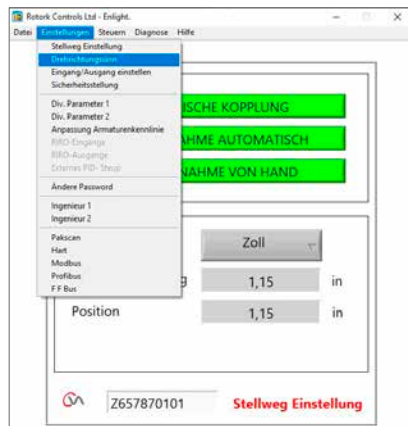 Rotork Controls Ltd - Enlight.
Datei Einstellungen Steuern Diagnose Hilfe
Stellweg Einstellung
Drehrichtungssinn
Eingang/Ausgang einstellen
Sicherheitsstellung
Div. Parameter 1
Div. Parameter 2
Anpassung Armaturenkennlinie
RIRO-Eingänge
RIRO-Ausgänge
Externes PID- Steup
Andere Password
Ingenieur 1
Ingenieur 2
Pakscan
Hart
Modbus
Profibus
F F Bus
ISCHE KOPPLUNG
AHME AUTOMATISCH
NAHME VON HAND
Zoll
g 1,15 in
Position 1,15 in
Z657870101 Stellweg Einstellung